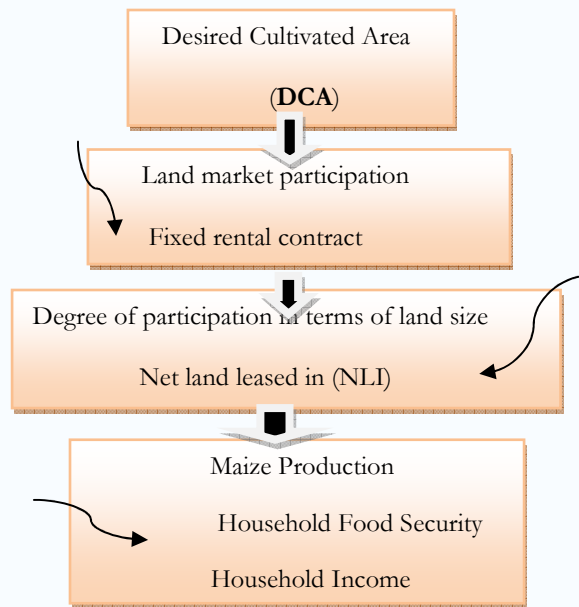 Desired Cultivated Area
(DCA)
Land market participation
Fixed rental contract
Degree of participation in terms of land size
Net land leased in (NLI)
Maize Production
Household Food Security
Household Income